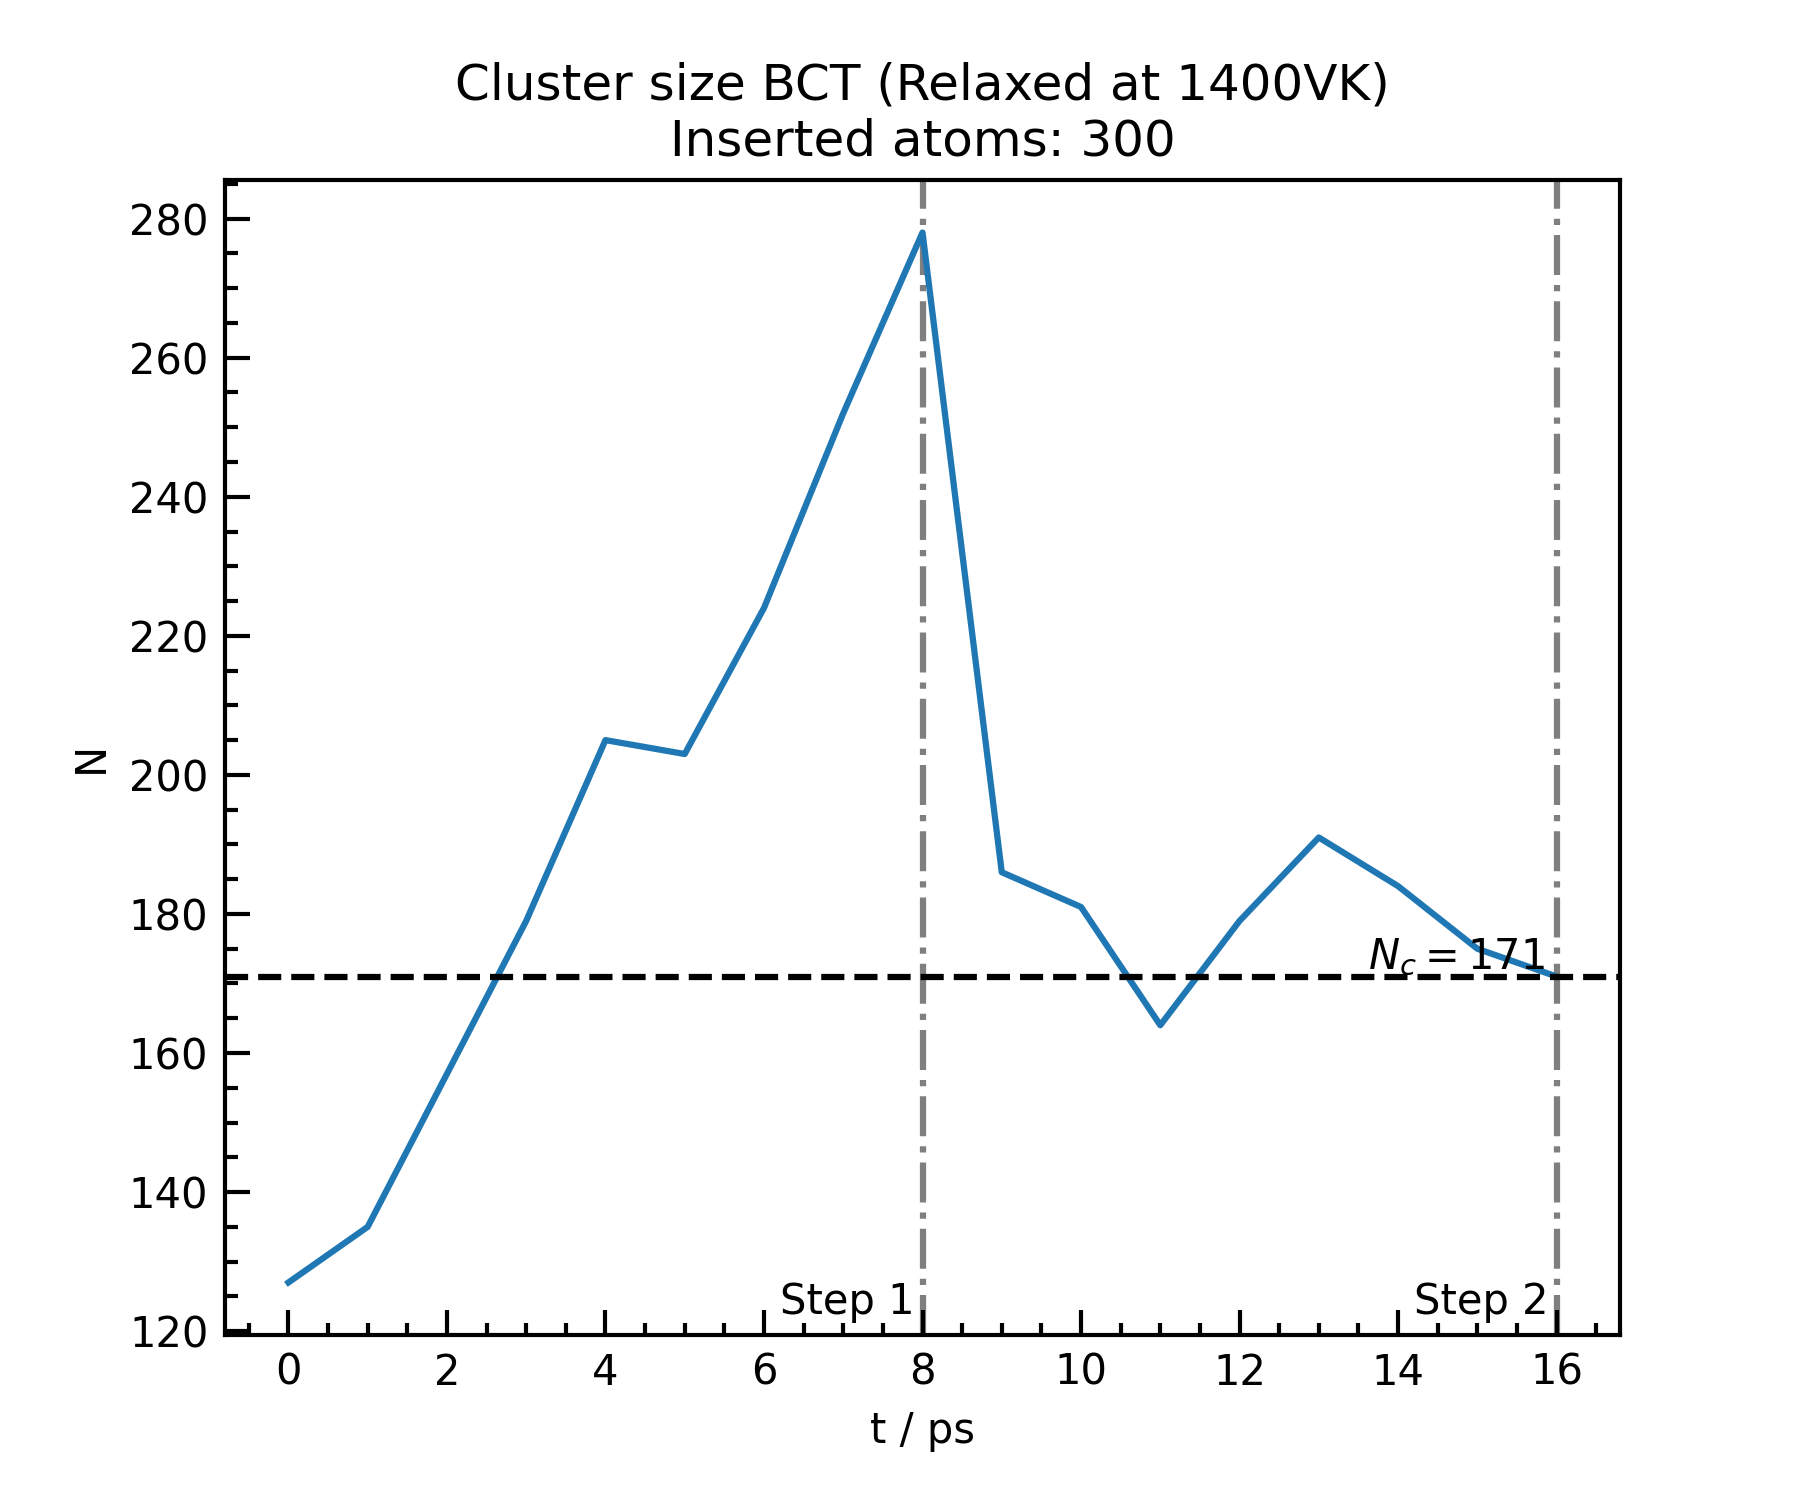 Cluster size BCT (Relaxed at 1400VK)
Inserted atoms: 300
280
260
240
220
200
180
160
140
120
N
N_c = 171
Step 1
Step 2
0 2 4 6 8 10 12 14 16
t / ps